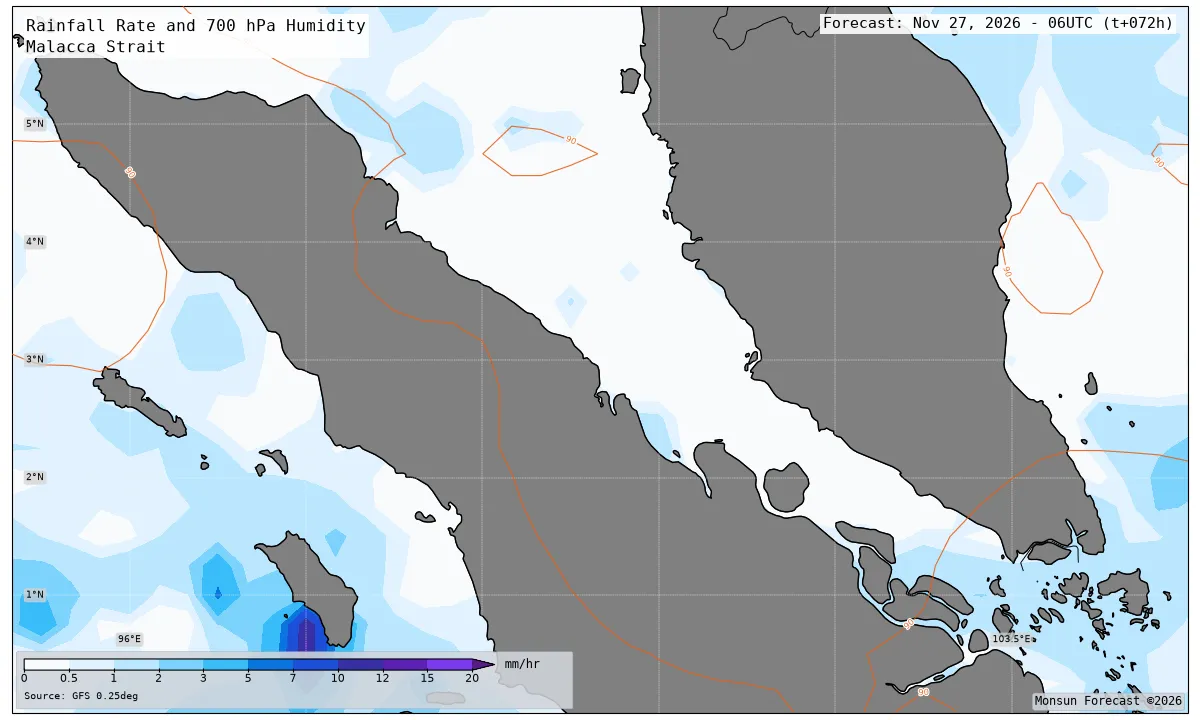 Rainfall Rate and 700 hPa Humidity
Malacca Strait
Forecast: Nov 27, 2026 - 06UTC (t+072h)
90
90
90
90
90
90
5°N
4°N
3°N
2°N
1°N
96°E
103.5°E
0 0.5 1 2 3 5 7 10 12 15 20
mm/hr
Source: GFS 0.25deg
Monsun Forecast ©2026